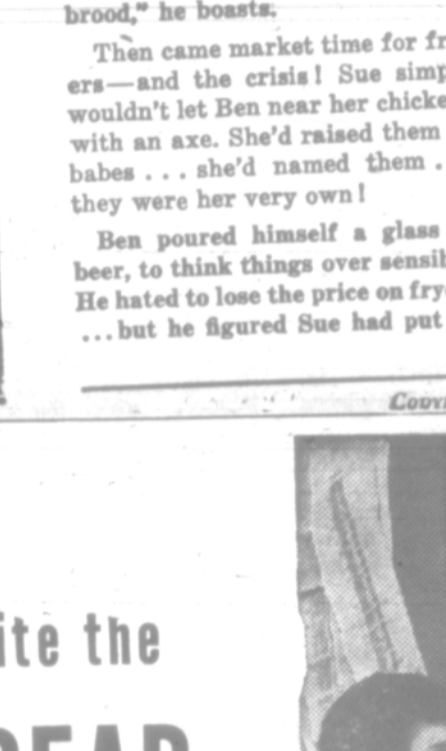 brood," he boasts.
Then came market time for fr
ers—and the crisis! Sue simp
wouldn't let Ben near her chicke
with an axe. She'd raised them
babes . . . she'd named them .
they were her very own!
Ben poured himself a glass
beer, to think things over sensib
He hated to lose the price on fry
...but he figured Sue had put
Copyr
ite the